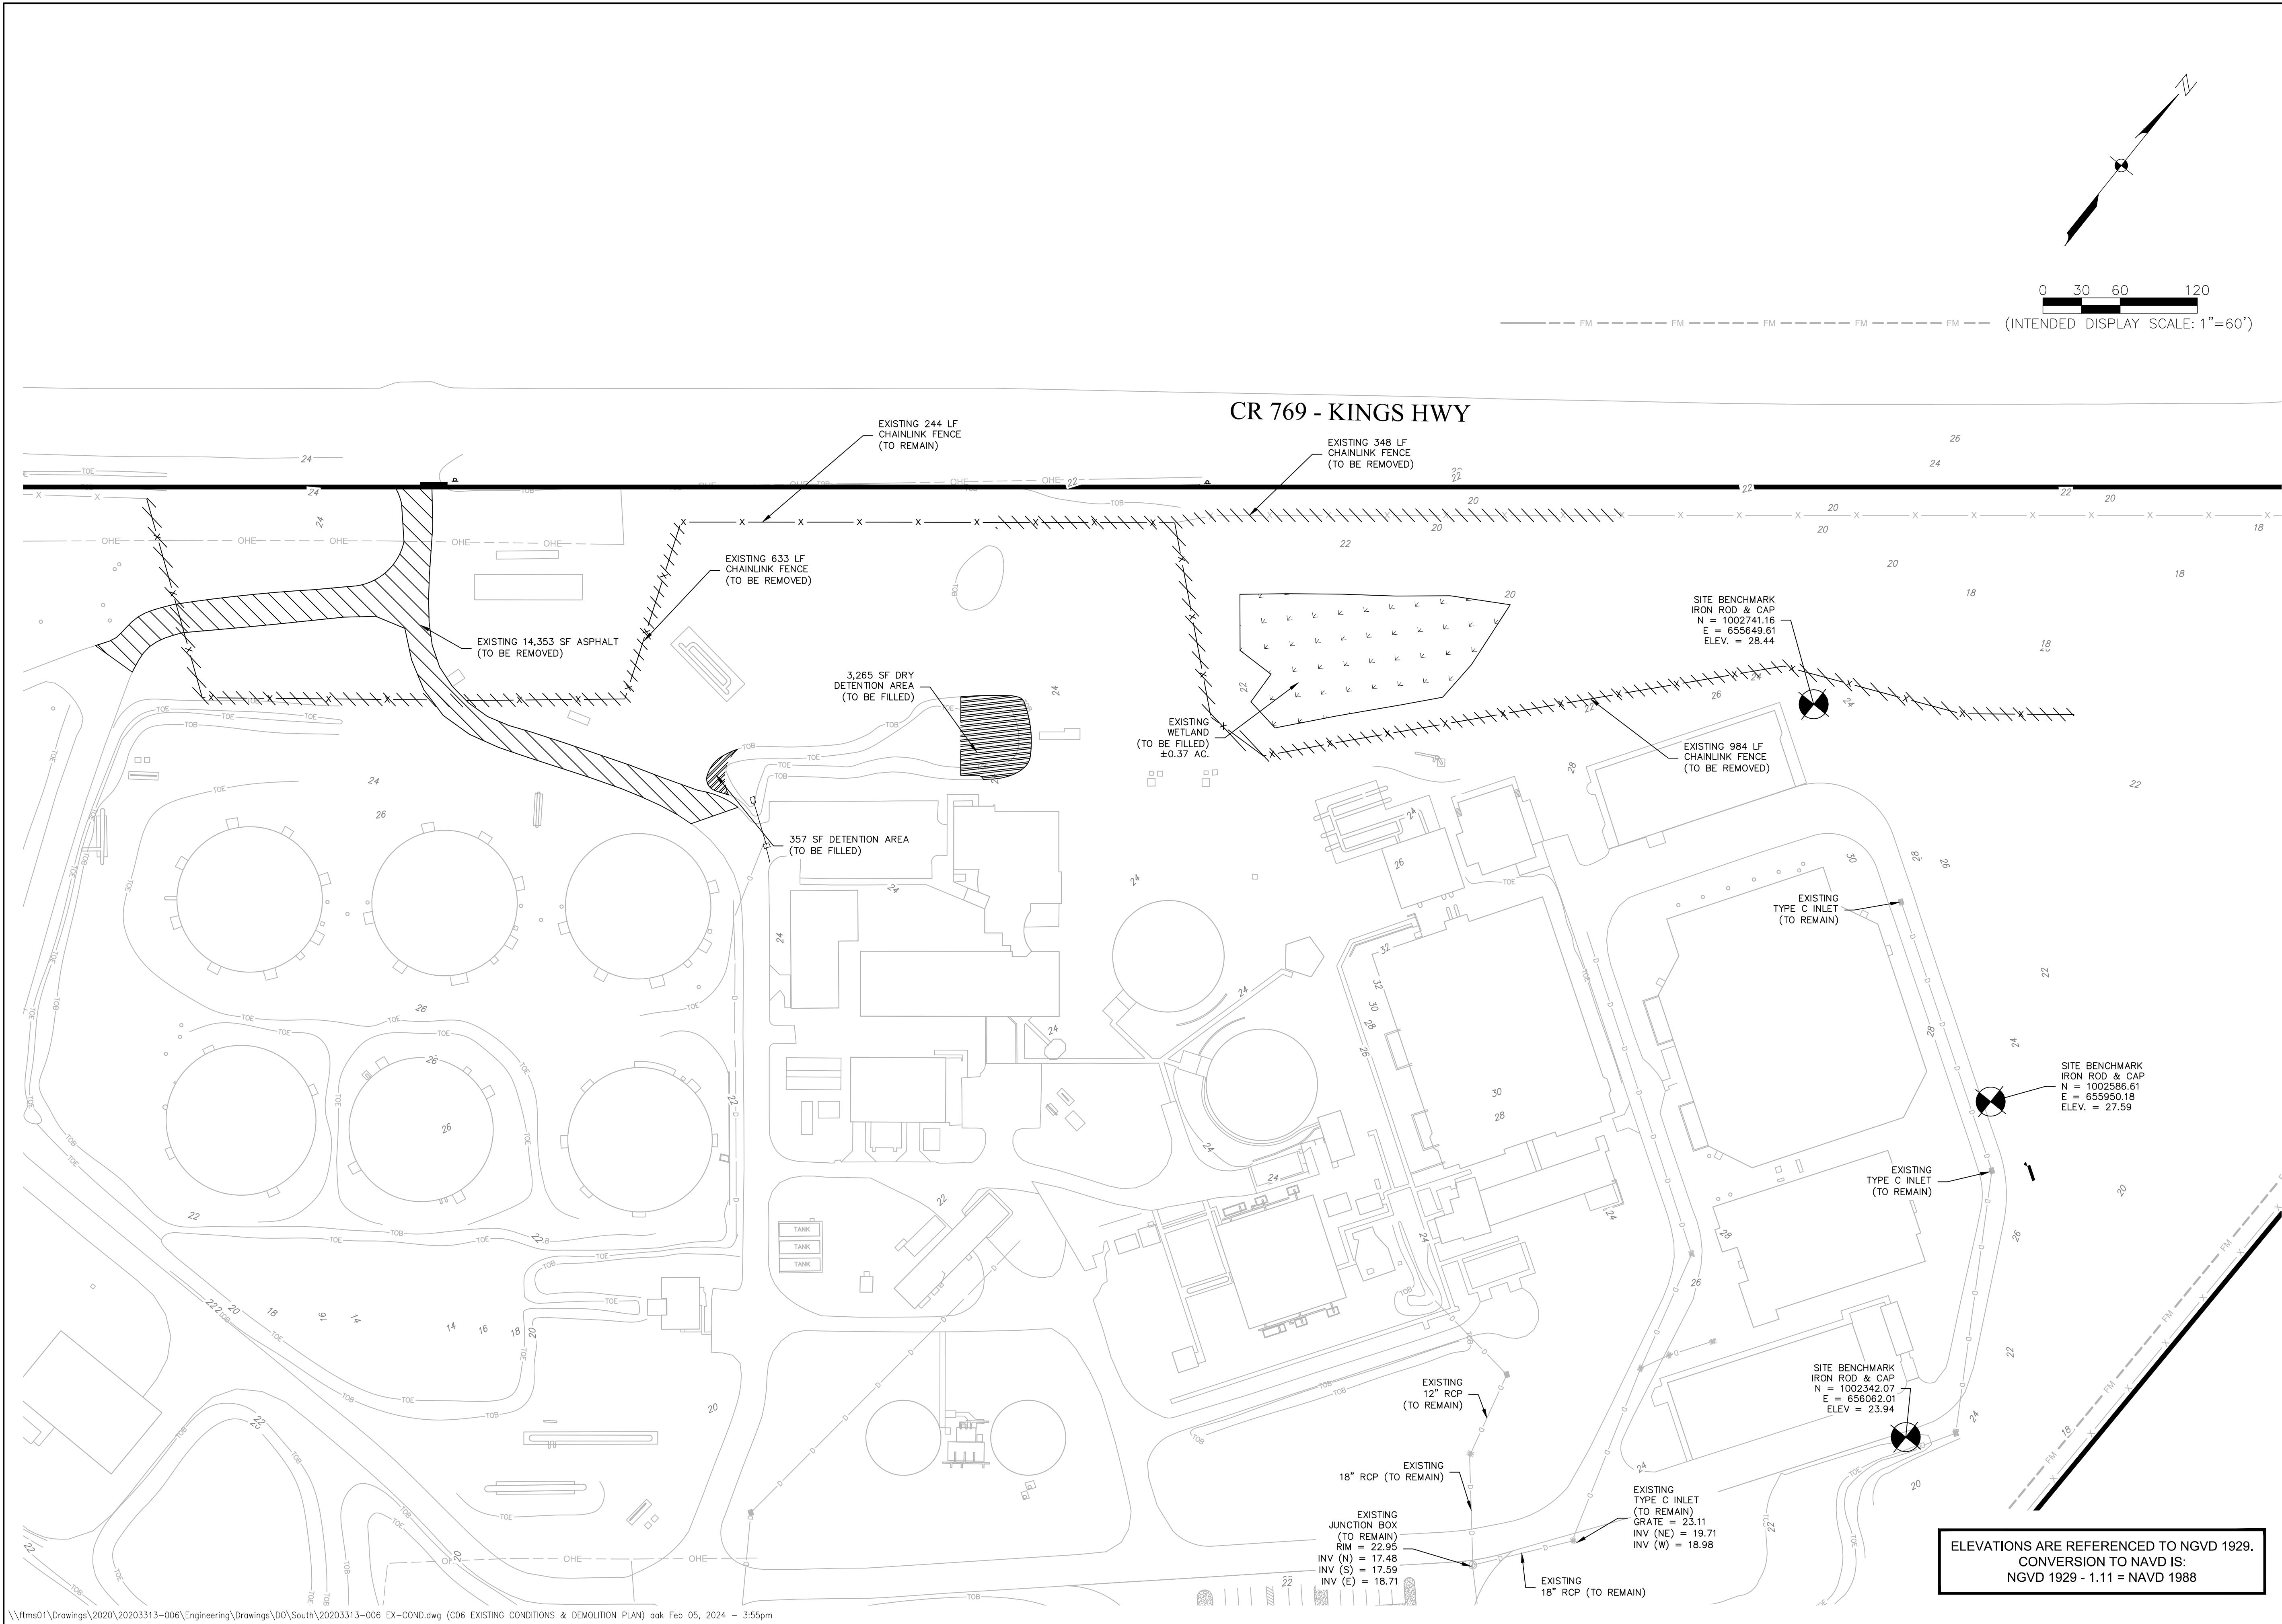 N
0 30 60 120
(INTENDED DISPLAY SCALE: 1"=60')
FM FM FM FM FM
CR 769 - KINGS HWY
EXISTING 244 LF
CHAINLINK FENCE
(TO REMAIN)
EXISTING 348 LF
CHAINLINK FENCE
(TO BE REMOVED)
EXISTING 633 LF
CHAINLINK FENCE
(TO BE REMOVED)
EXISTING 14,353 SF ASPHALT
(TO BE REMOVED)
3,265 SF DRY
DETENTION AREA
(TO BE FILLED)
EXISTING
WETLAND
(TO BE FILLED)
±0.37 AC.
SITE BENCHMARK
IRON ROD & CAP
N = 1002741.16
E = 655649.61
ELEV. = 28.44
EXISTING 984 LF
CHAINLINK FENCE
(TO BE REMOVED)
357 SF DETENTION AREA
(TO BE FILLED)
EXISTING
TYPE C INLET
(TO REMAIN)
SITE BENCHMARK
IRON ROD & CAP
N = 1002586.61
E = 655950.18
ELEV. = 27.59
EXISTING
TYPE C INLET
(TO REMAIN)
TANK
TANK
TANK
SITE BENCHMARK
IRON ROD & CAP
N = 1002342.07
E = 656062.01
ELEV = 23.94
EXISTING
12" RCP
(TO REMAIN)
EXISTING
18" RCP (TO REMAIN)
EXISTING
JUNCTION BOX
(TO REMAIN)
RIM = 22.95
INV (N) = 17.48
INV (S) = 17.59
INV (E) = 18.71
EXISTING
TYPE C INLET
(TO REMAIN)
GRATE = 23.11
INV (NE) = 19.71
INV (W) = 18.98
EXISTING
18" RCP (TO REMAIN)
ELEVATIONS ARE REFERENCED TO NGVD 1929.
CONVERSION TO NAVD IS:
NGVD 1929 - 1.11 = NAVD 1988
\\ftms01\Drawings\2020\20203313-006\Engineering\Drawings\DO\South\20203313-006 EX-COND.dwg (C06 EXISTING CONDITIONS & DEMOLITION PLAN) aak Feb 05, 2024 - 3:55pm